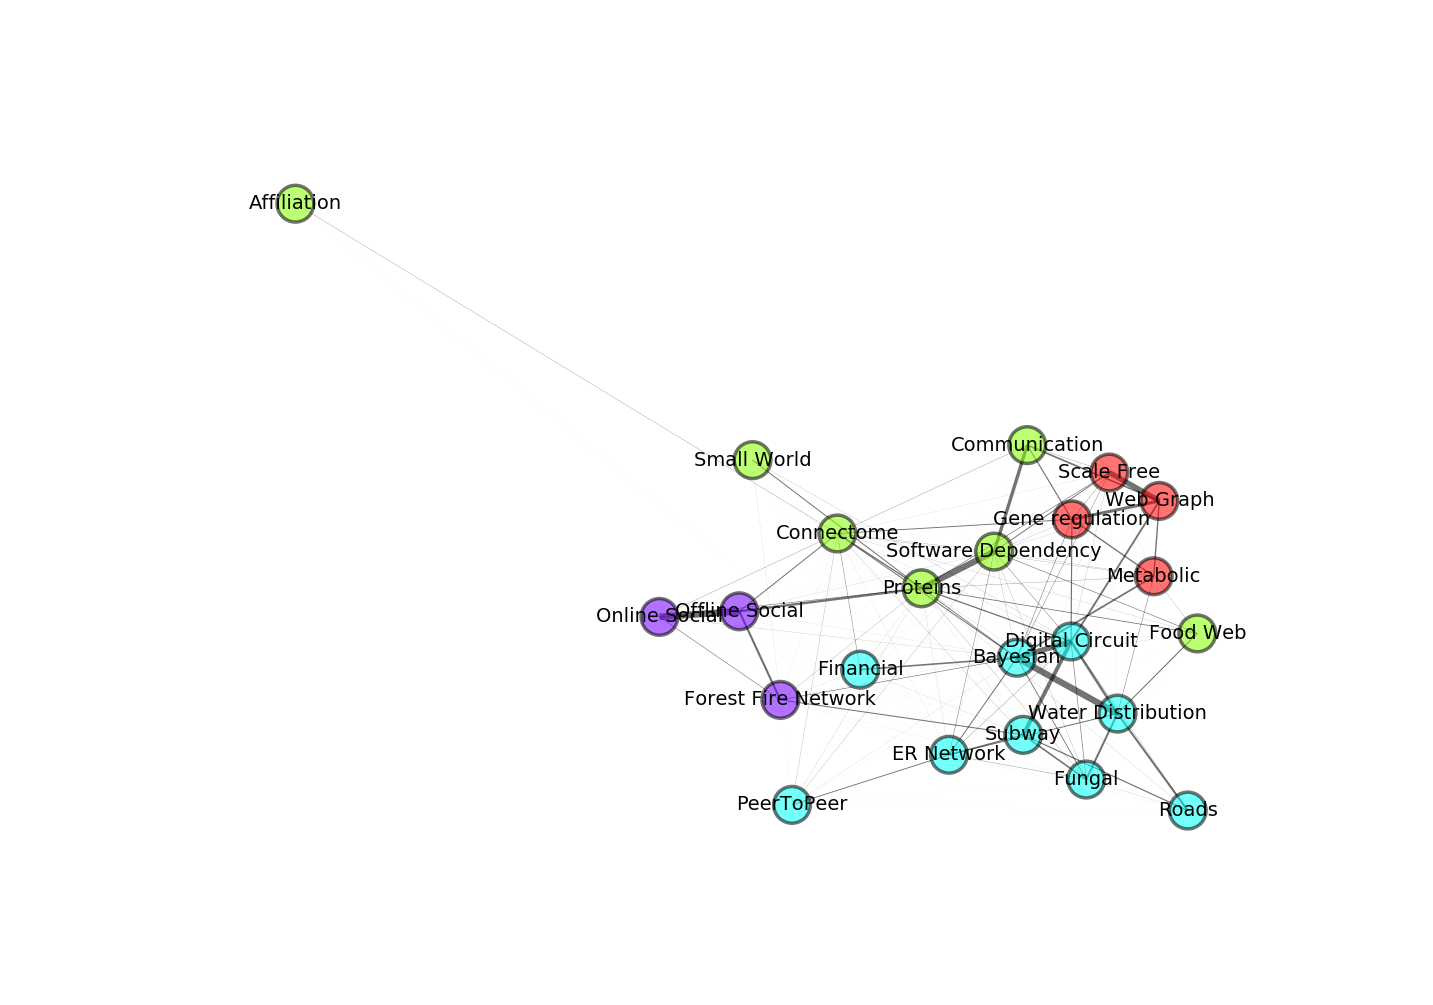 Affiliation
Communication
Small World
Scale Free
Web Graph
Gene regulation
Connectome
Software Dependency
Metabolic
Proteins
Offline Social
Online Social
Food Web
Digital Circuit
Bayesian
Financial
Forest Fire Network
Water Distribution
Subway
ER Network
Fungal
PeerToPeer
Roads